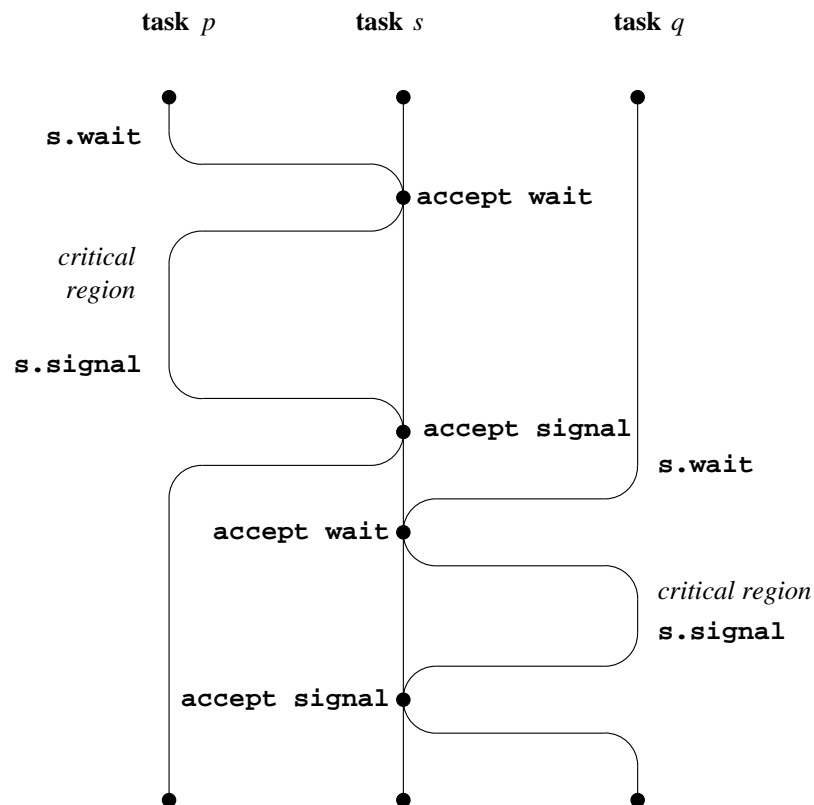 task p
task s
task q
s.wait
accept wait
critical
region
s.signal
accept signal
s.wait
accept wait
critical region
s.signal
accept signal